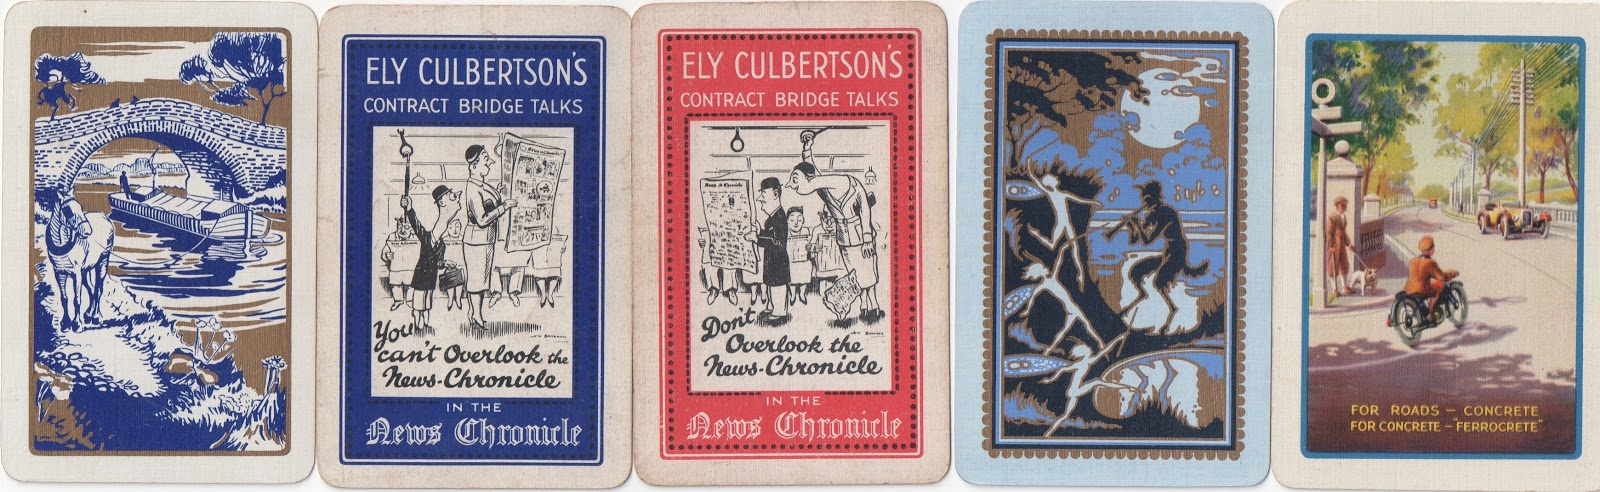 ELY CULBERTSON'S
CONTRACT BRIDGE TALKS
You
can't Overlook the
News-Chronicle
IN THE
News Chronicle
ELY CULBERTSON'S
CONTRACT BRIDGE TALKS
Don't
Overlook the
News-Chronicle
IN THE
News Chronicle
FOR ROADS — CONCRETE
FOR CONCRETE — "FERROCRETE"